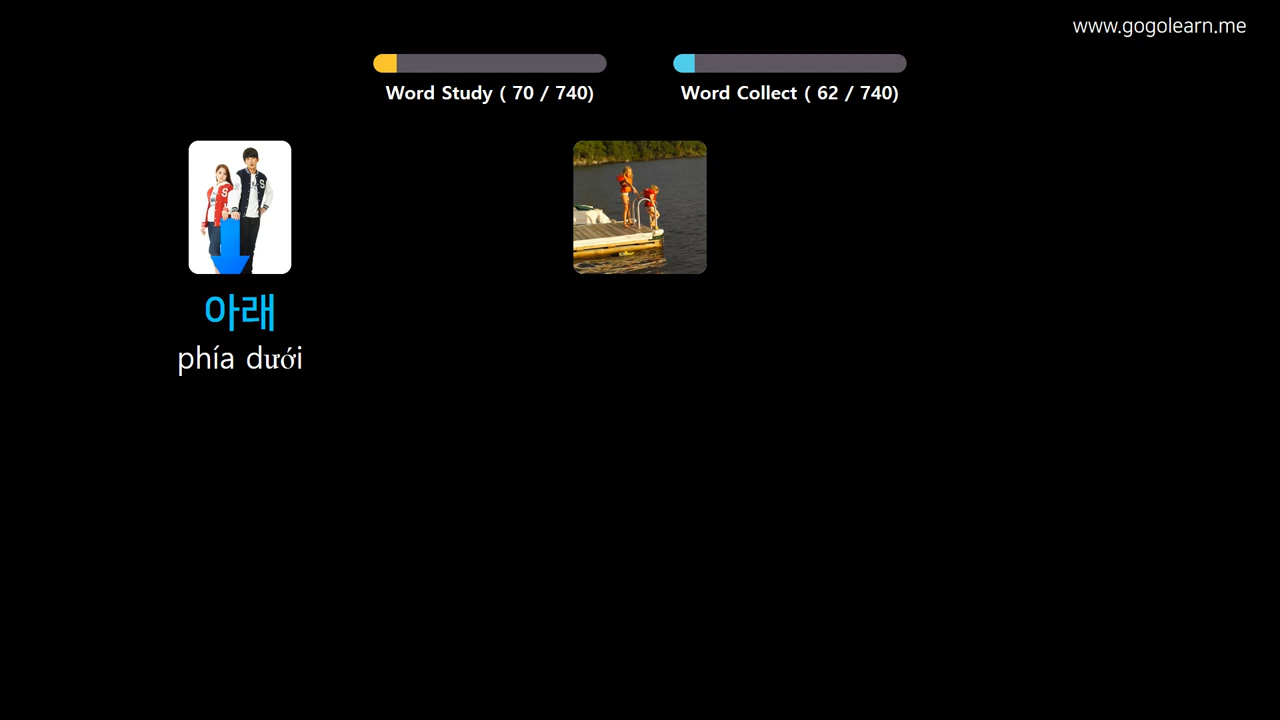 www.gogolearn.me
Word Study ( 70 / 740)
Word Collect ( 62 / 740)
아래
phía dưới